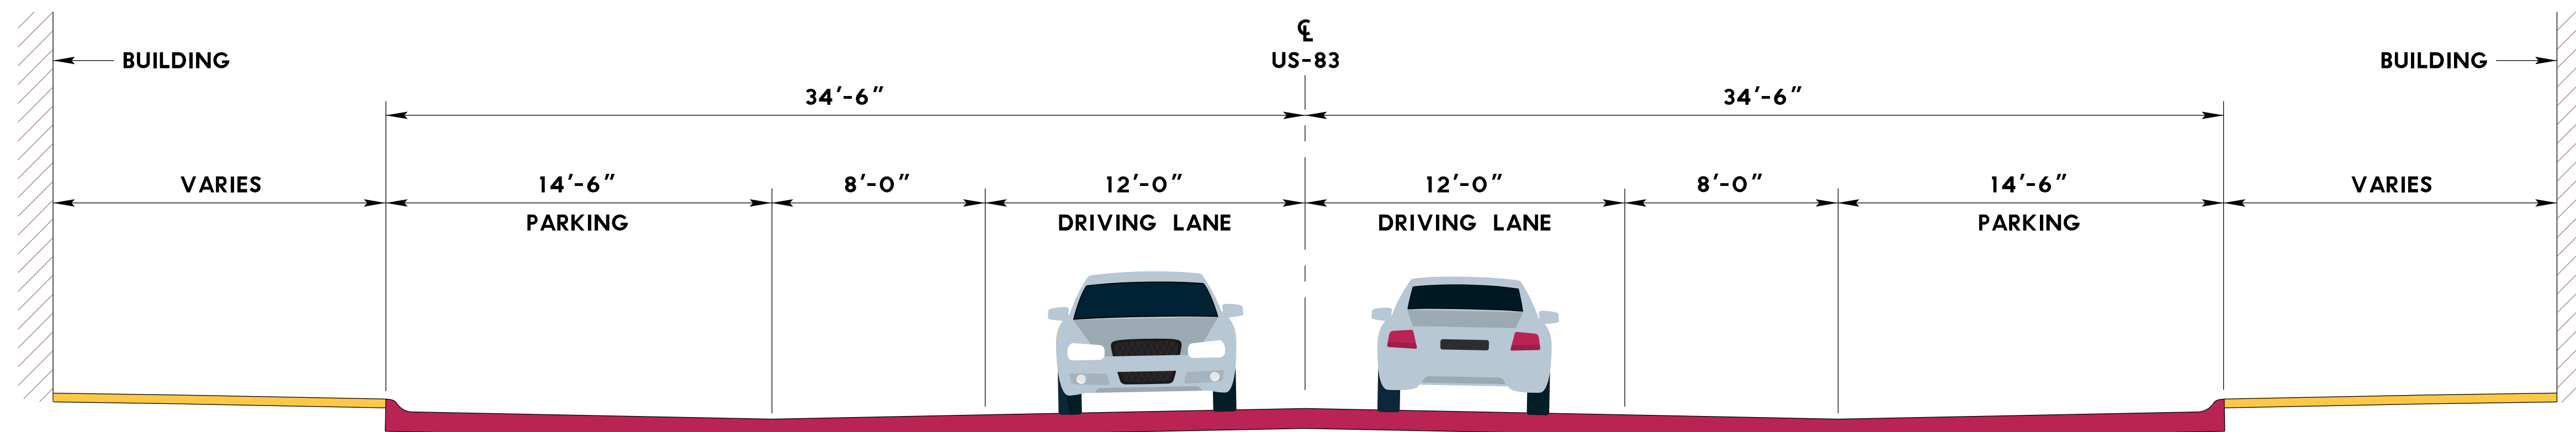 ℄
US-83
BUILDING
BUILDING
34'-6"
34'-6"
VARIES
14'-6"
8'-0"
12'-0"
12'-0"
8'-0"
14'-6"
VARIES
PARKING
DRIVING LANE
DRIVING LANE
PARKING